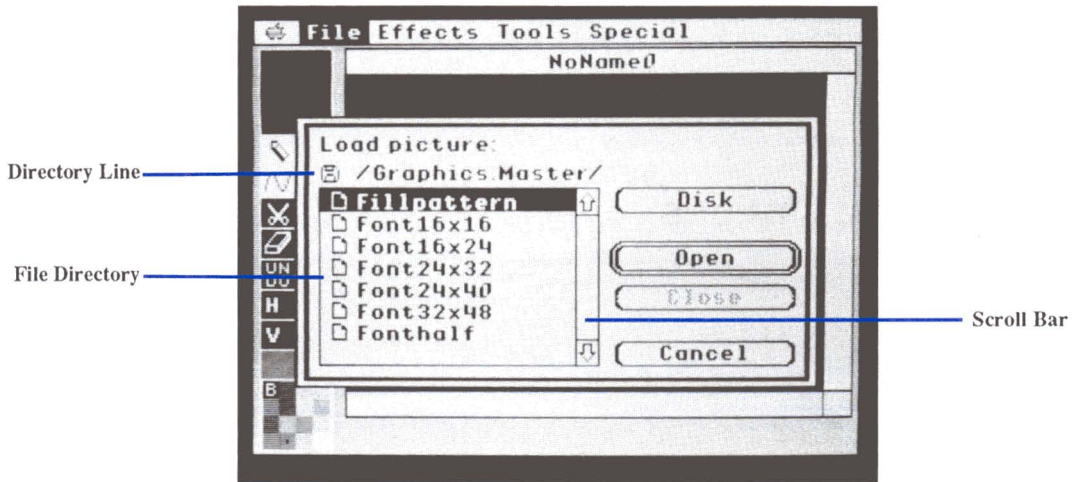 File Effects Tools Special
NoName0
Load picture:
/Graphics.Master/
Directory Line
Fillpattern
Font16x16
Font16x24
Font24x32
Font24x40
Font32x48
Fonthalf
File Directory
Disk
Open
Close
Cancel
Scroll Bar
UN
DO
H
V
B